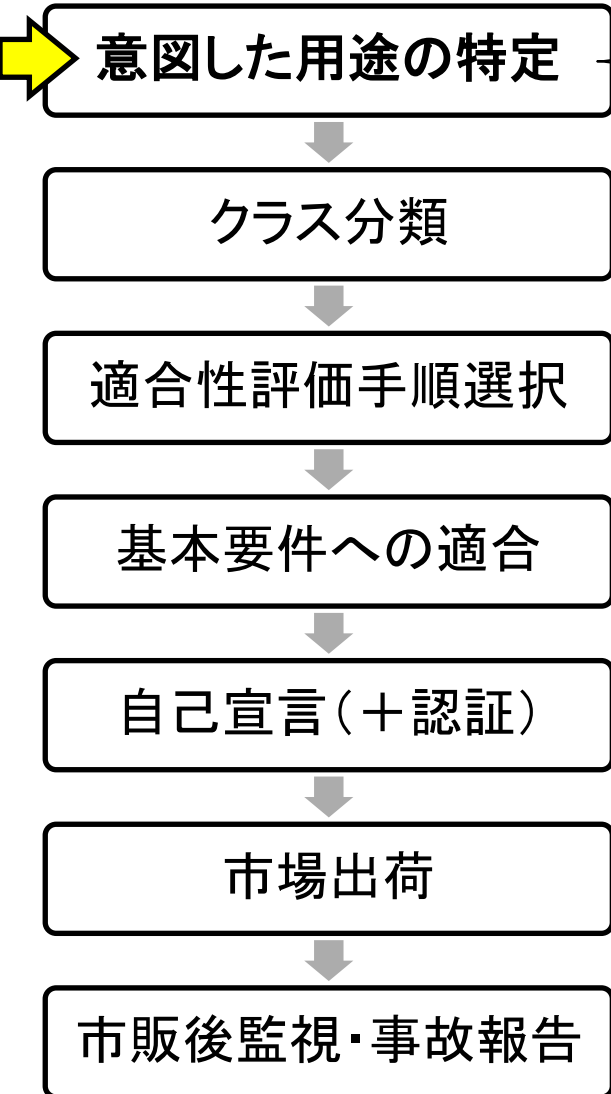 意図した用途の特定
クラス分類
適合性評価手順選択
基本要件への適合
自己宣言（＋認証）
市場出荷
市販後監視・事故報告